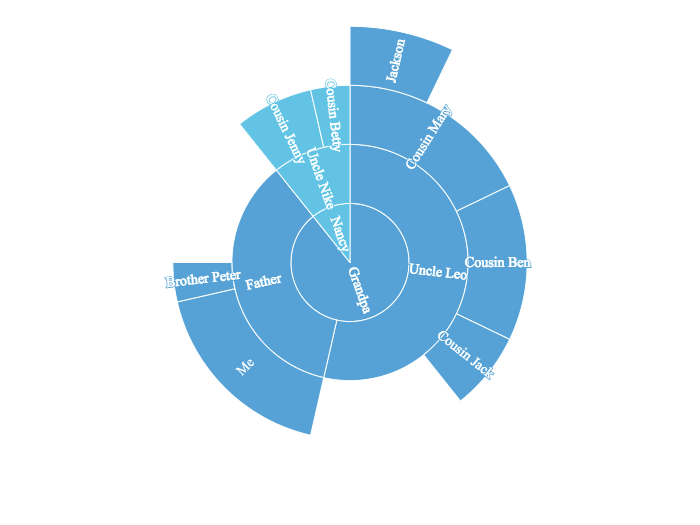 Jackson
Cousin Mary
Cousin Betty
Cousin Jenny
Uncle Nike
Nancy
Grandpa
Uncle Leo
Cousin Ben
Cousin Jack
Father
Brother Peter
Me